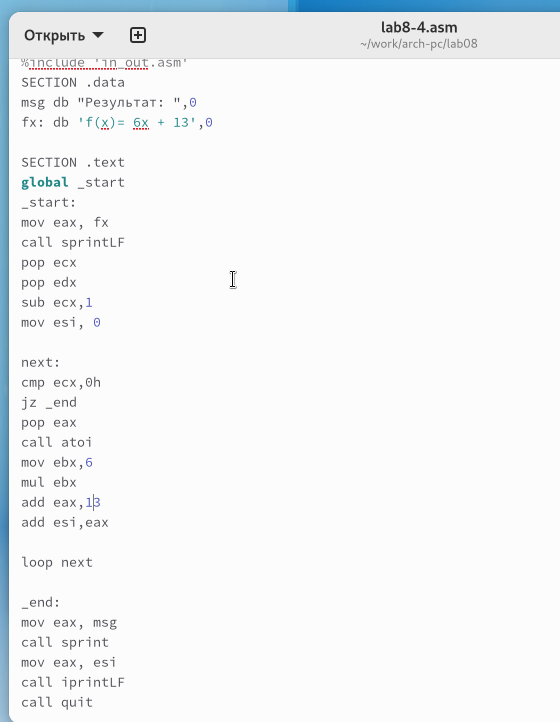 Открыть
lab8-4.asm
~/work/arch-pc/lab08
%include 'in_out.asm'
SECTION .data
msg db "Результат: ",0
fx: db 'f(x)= 6x + 13',0
SECTION .text
global _start
_start:
mov eax, fx
call sprintLF
pop ecx
pop edx
sub ecx,1
mov esi, 0
next:
cmp ecx,0h
jz _end
pop eax
call atoi
mov ebx,6
mul ebx
add eax,13
add esi,eax
loop next
_end:
mov eax, msg
call sprint
mov eax, esi
call iprintLF
call quit